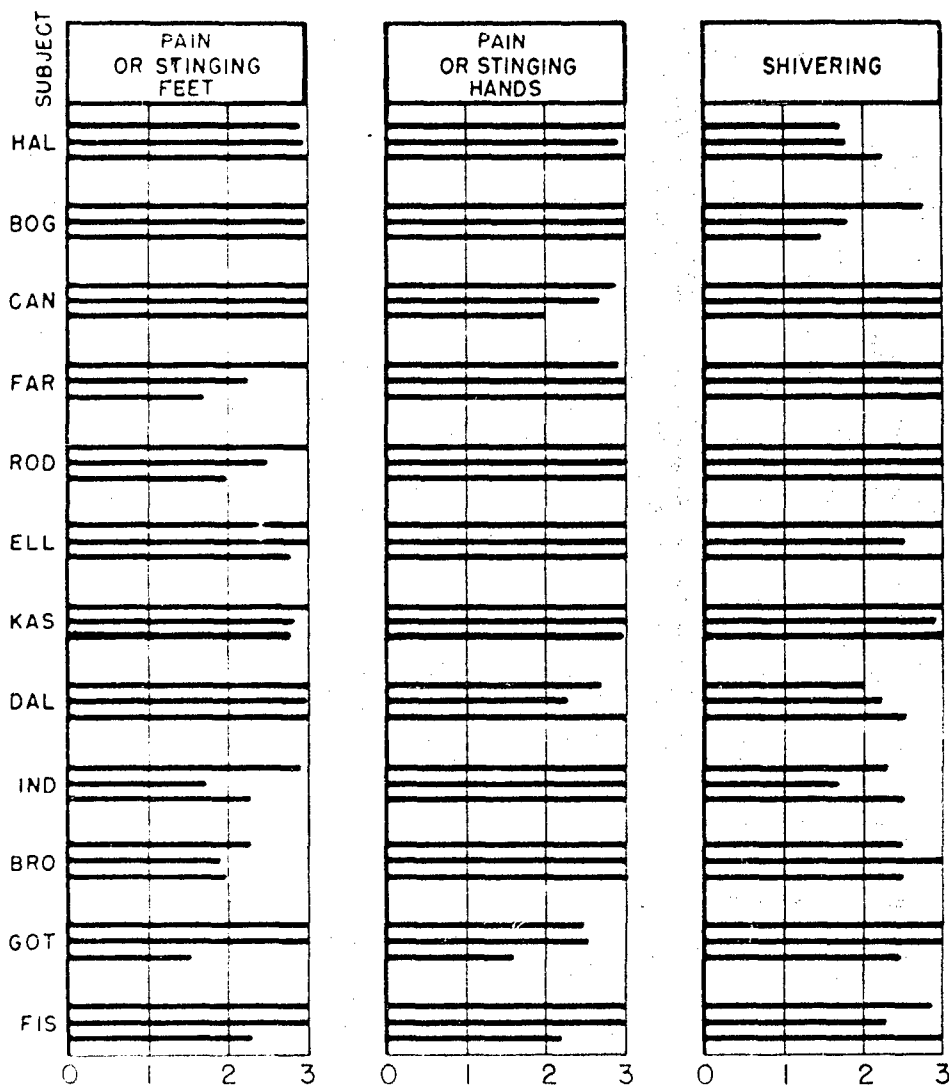 SUBJECT
PAIN
OR STINGING
FEET
PAIN
OR STINGING
HANDS
SHIVERING
HAL
BOG
CAN
FAR
ROD
ELL
KAS
DAL
IND
BRO
GOT
FIS
0 1 2 3 0 1 2 3 0 1 2 3